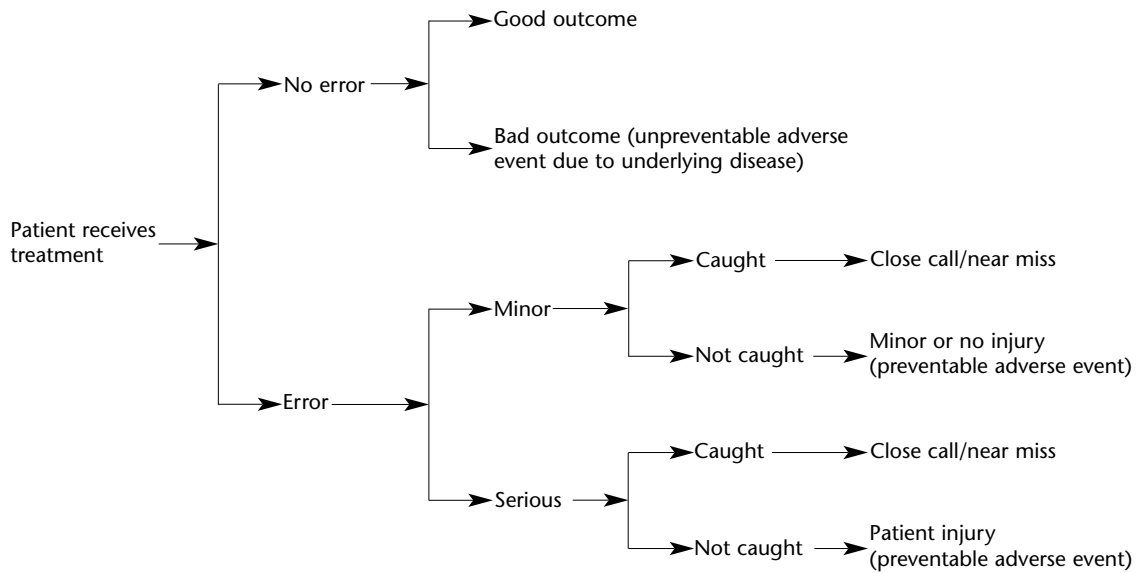 Good outcome
No error
Bad outcome (unpreventable adverse
event due to underlying disease)
Patient receives
treatment
Caught
Close call/near miss
Minor
Not caught
Minor or no injury
(preventable adverse event)
Error
Caught
Close call/near miss
Serious
Not caught
Patient injury
(preventable adverse event)